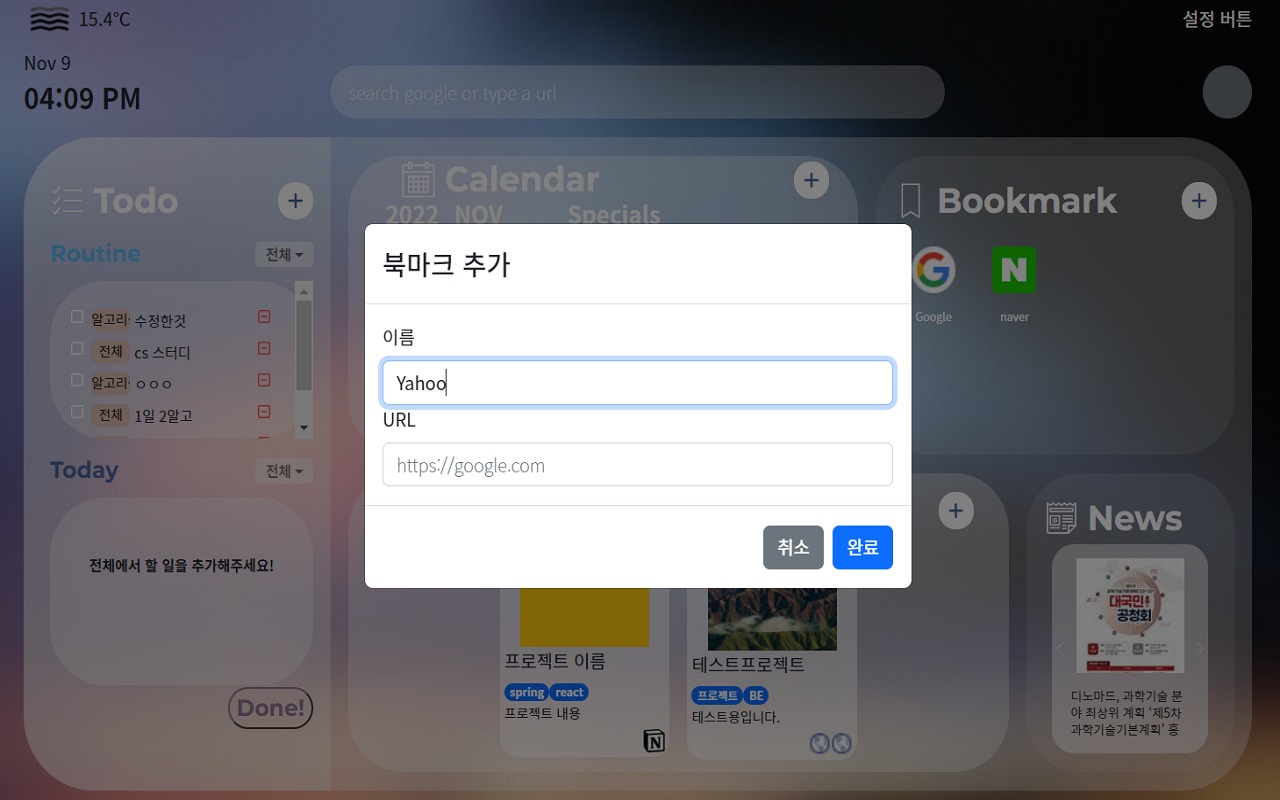 15.4℃
설정 버튼
Nov 9
04:09 PM
search google or type a url
Todo
Routine
전체
알고리즘 수정한것
전체 cs 스터디
알고리즘 ㅇㅇㅇ
전체 1일 2알고
Today
전체
전체에서 할 일을 추가해주세요!
Done!
Calendar
2022 NOV Specials
Bookmark
Google
naver
북마크 추가
이름
Yahoo
URL
https://google.com
취소
완료
프로젝트 이름
spring react
프로젝트 내용
테스트프로젝트
프로젝트 BE
테스트용입니다.
News
대국민
공청회
디노마드, 과학기술 분
야 최상위 계획 ‘제5차
과학기술기본계획’ 홍